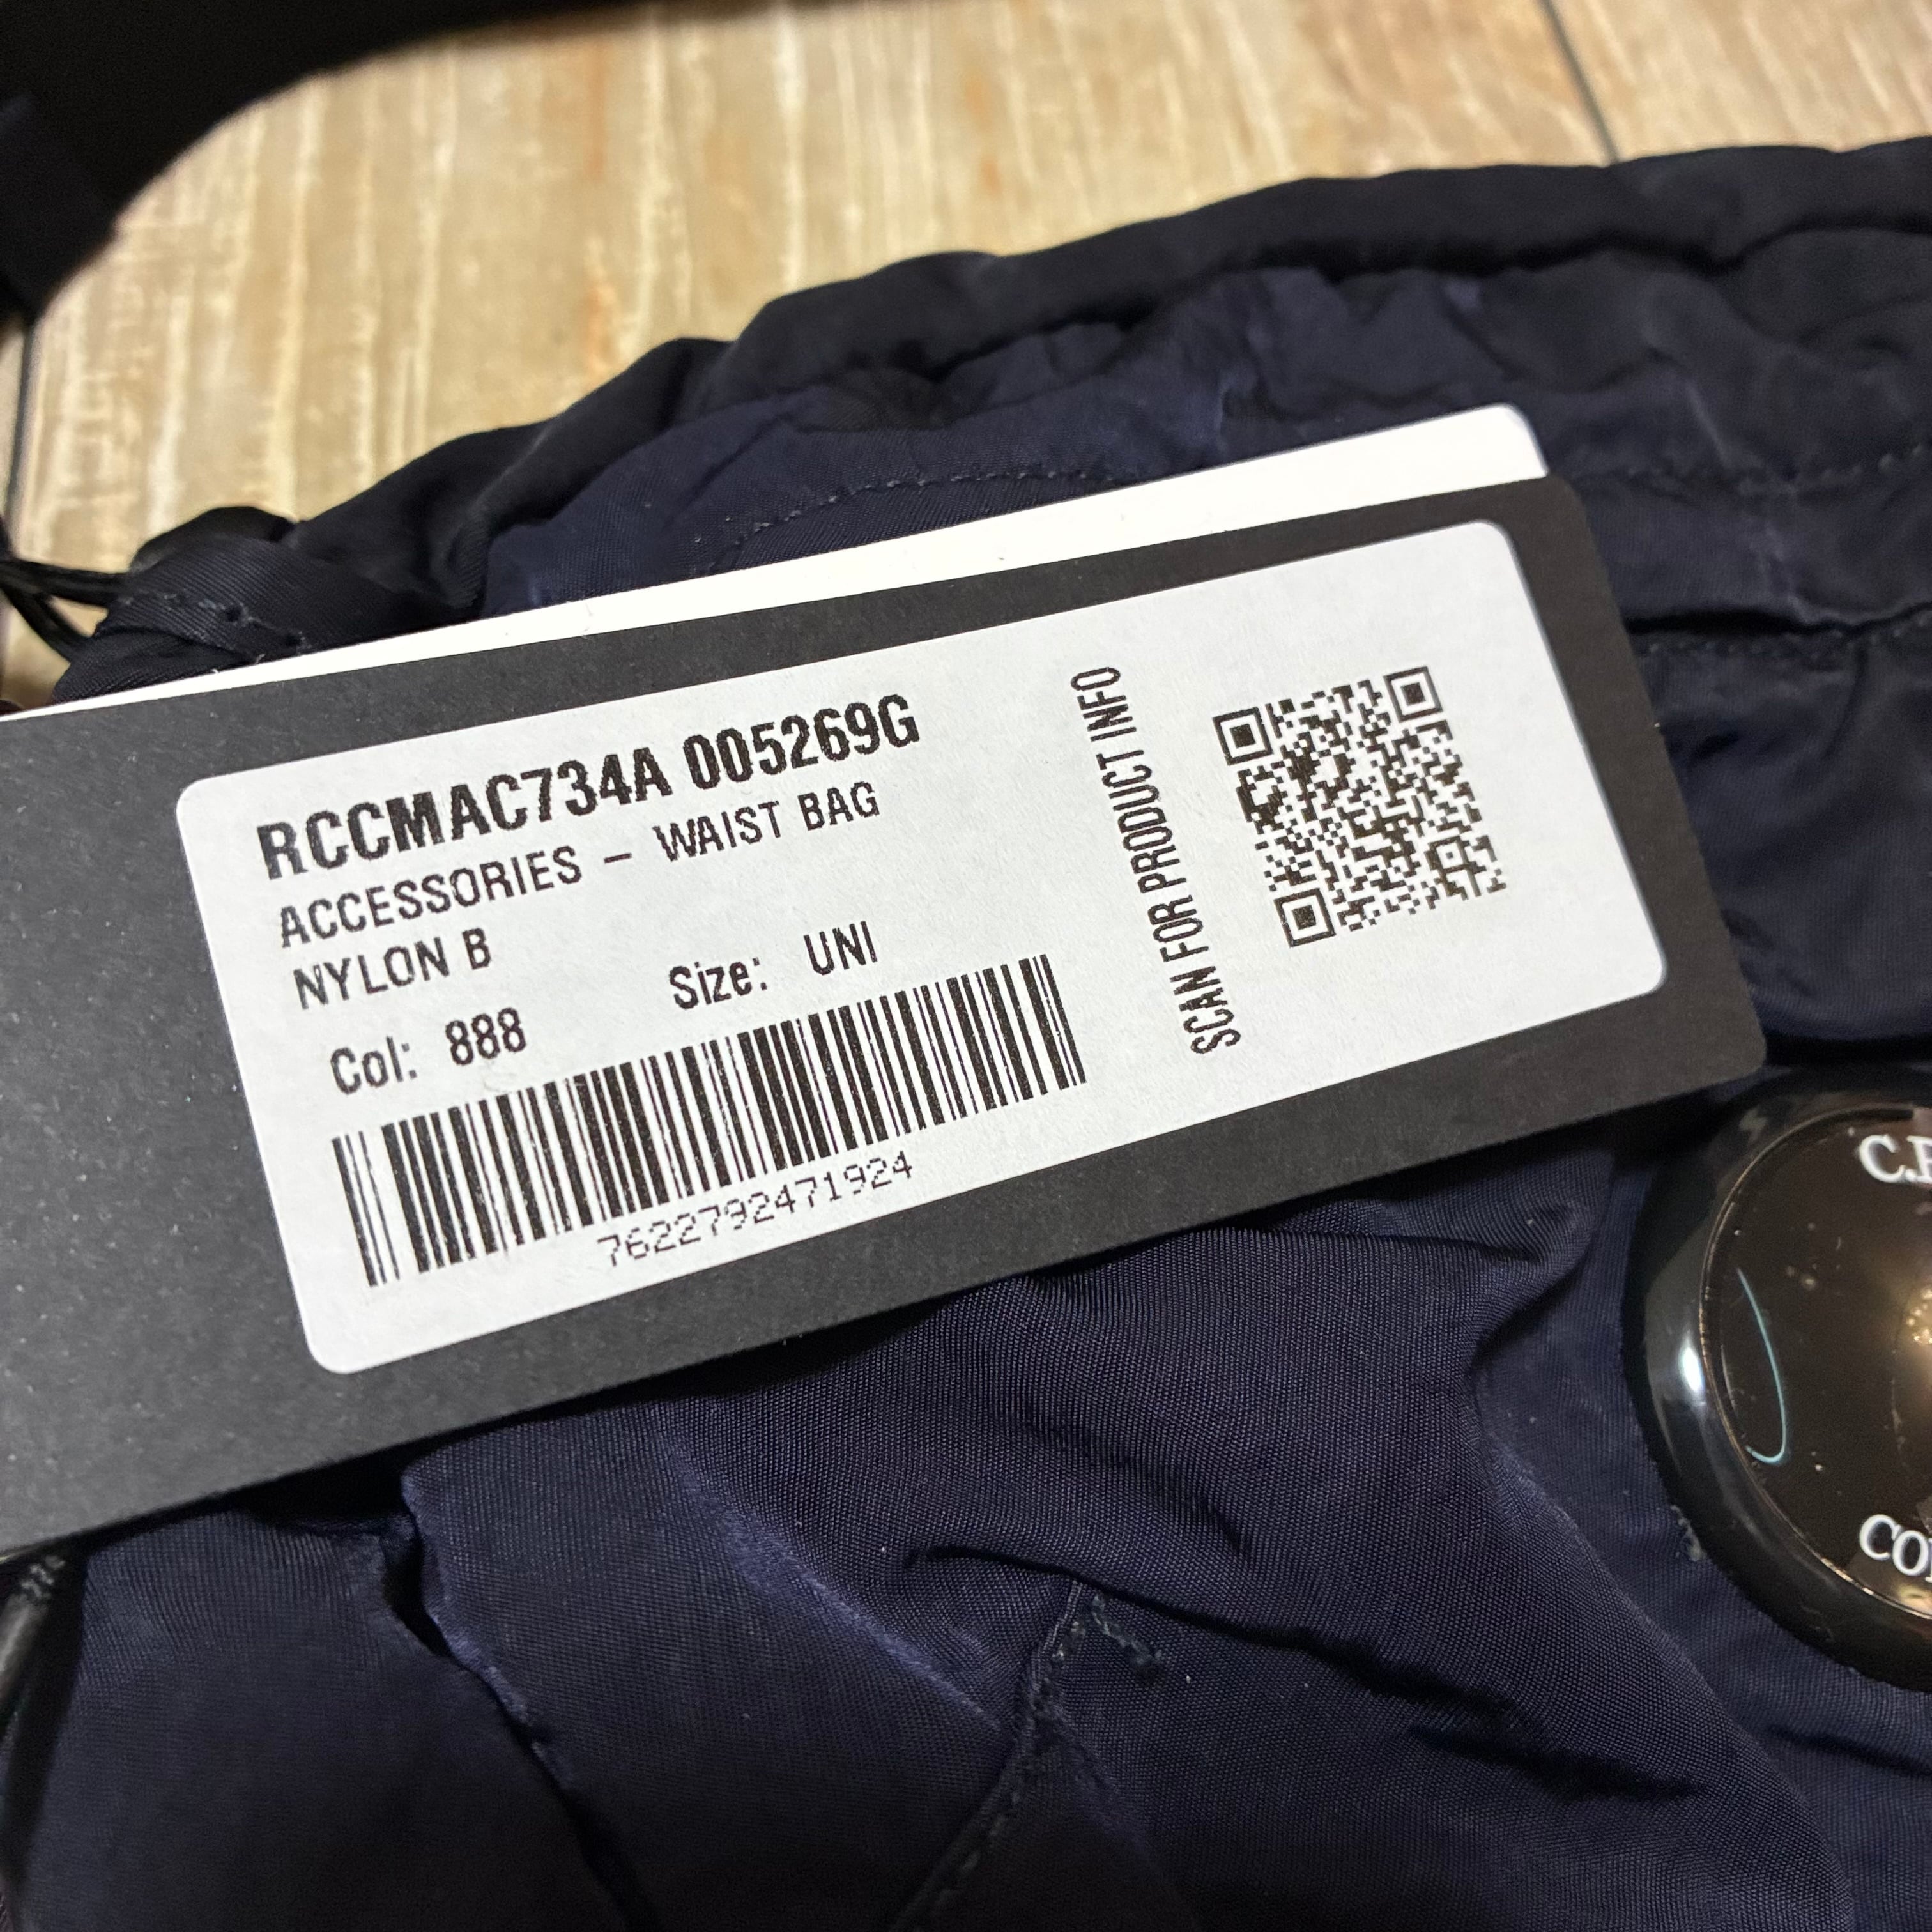 RCCMAC734A 005269G
ACCESSORIES - WAIST BAG
NYLON B
Col: 888 Size: UNI
7622792471924
SCAN FOR PRODUCT INFO